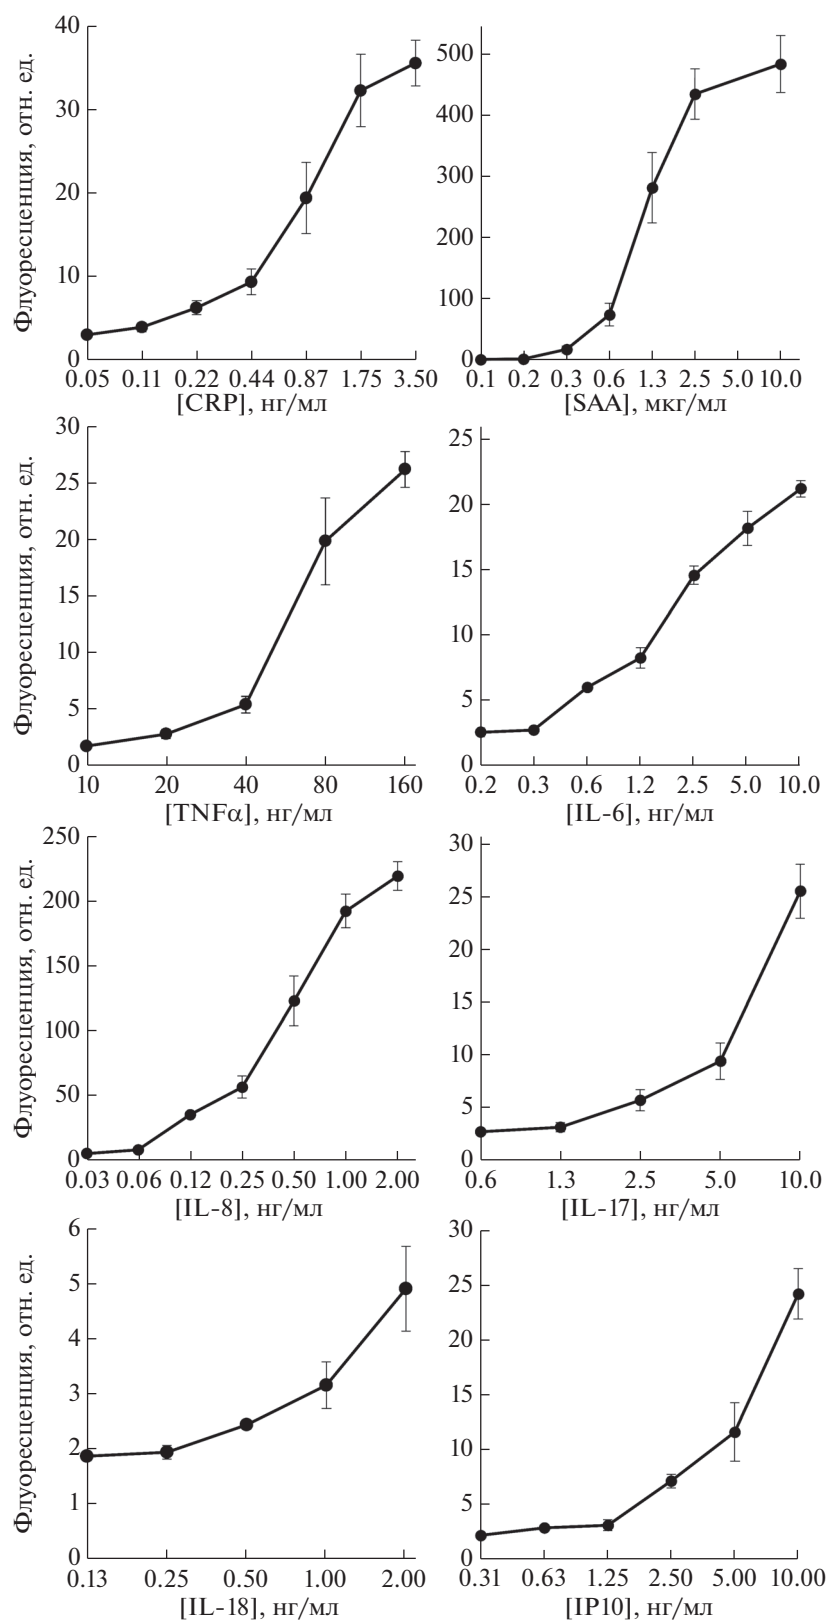 Флуоресценция, отн. ед.
40
30
20
10
0
0.05 0.11 0.22 0.44 0.87 1.75 3.50
[CRP], нг/мл
500
400
300
200
100
0
0.1 0.2 0.3 0.6 1.3 2.5 5.0 10.0
[SAA], мкг/мл
Флуоресценция, отн. ед.
30
25
20
15
10
5
0
10 20 40 80 160
[TNFα], нг/мл
25
20
15
10
5
0
0.2 0.3 0.6 1.2 2.5 5.0 10.0
[IL-6], нг/мл
Флуоресценция, отн. ед.
250
200
150
100
50
0
0.03 0.06 0.12 0.25 0.50 1.00 2.00
[IL-8], нг/мл
30
25
20
15
10
5
0
0.6 1.3 2.5 5.0 10.0
[IL-17], нг/мл
Флуоресценция, отн. ед.
6
5
4
3
2
1
0
0.13 0.25 0.50 1.00 2.00
[IL-18], нг/мл
30
25
20
15
10
5
0
0.31 0.63 1.25 2.50 5.00 10.00
[IP10], нг/мл